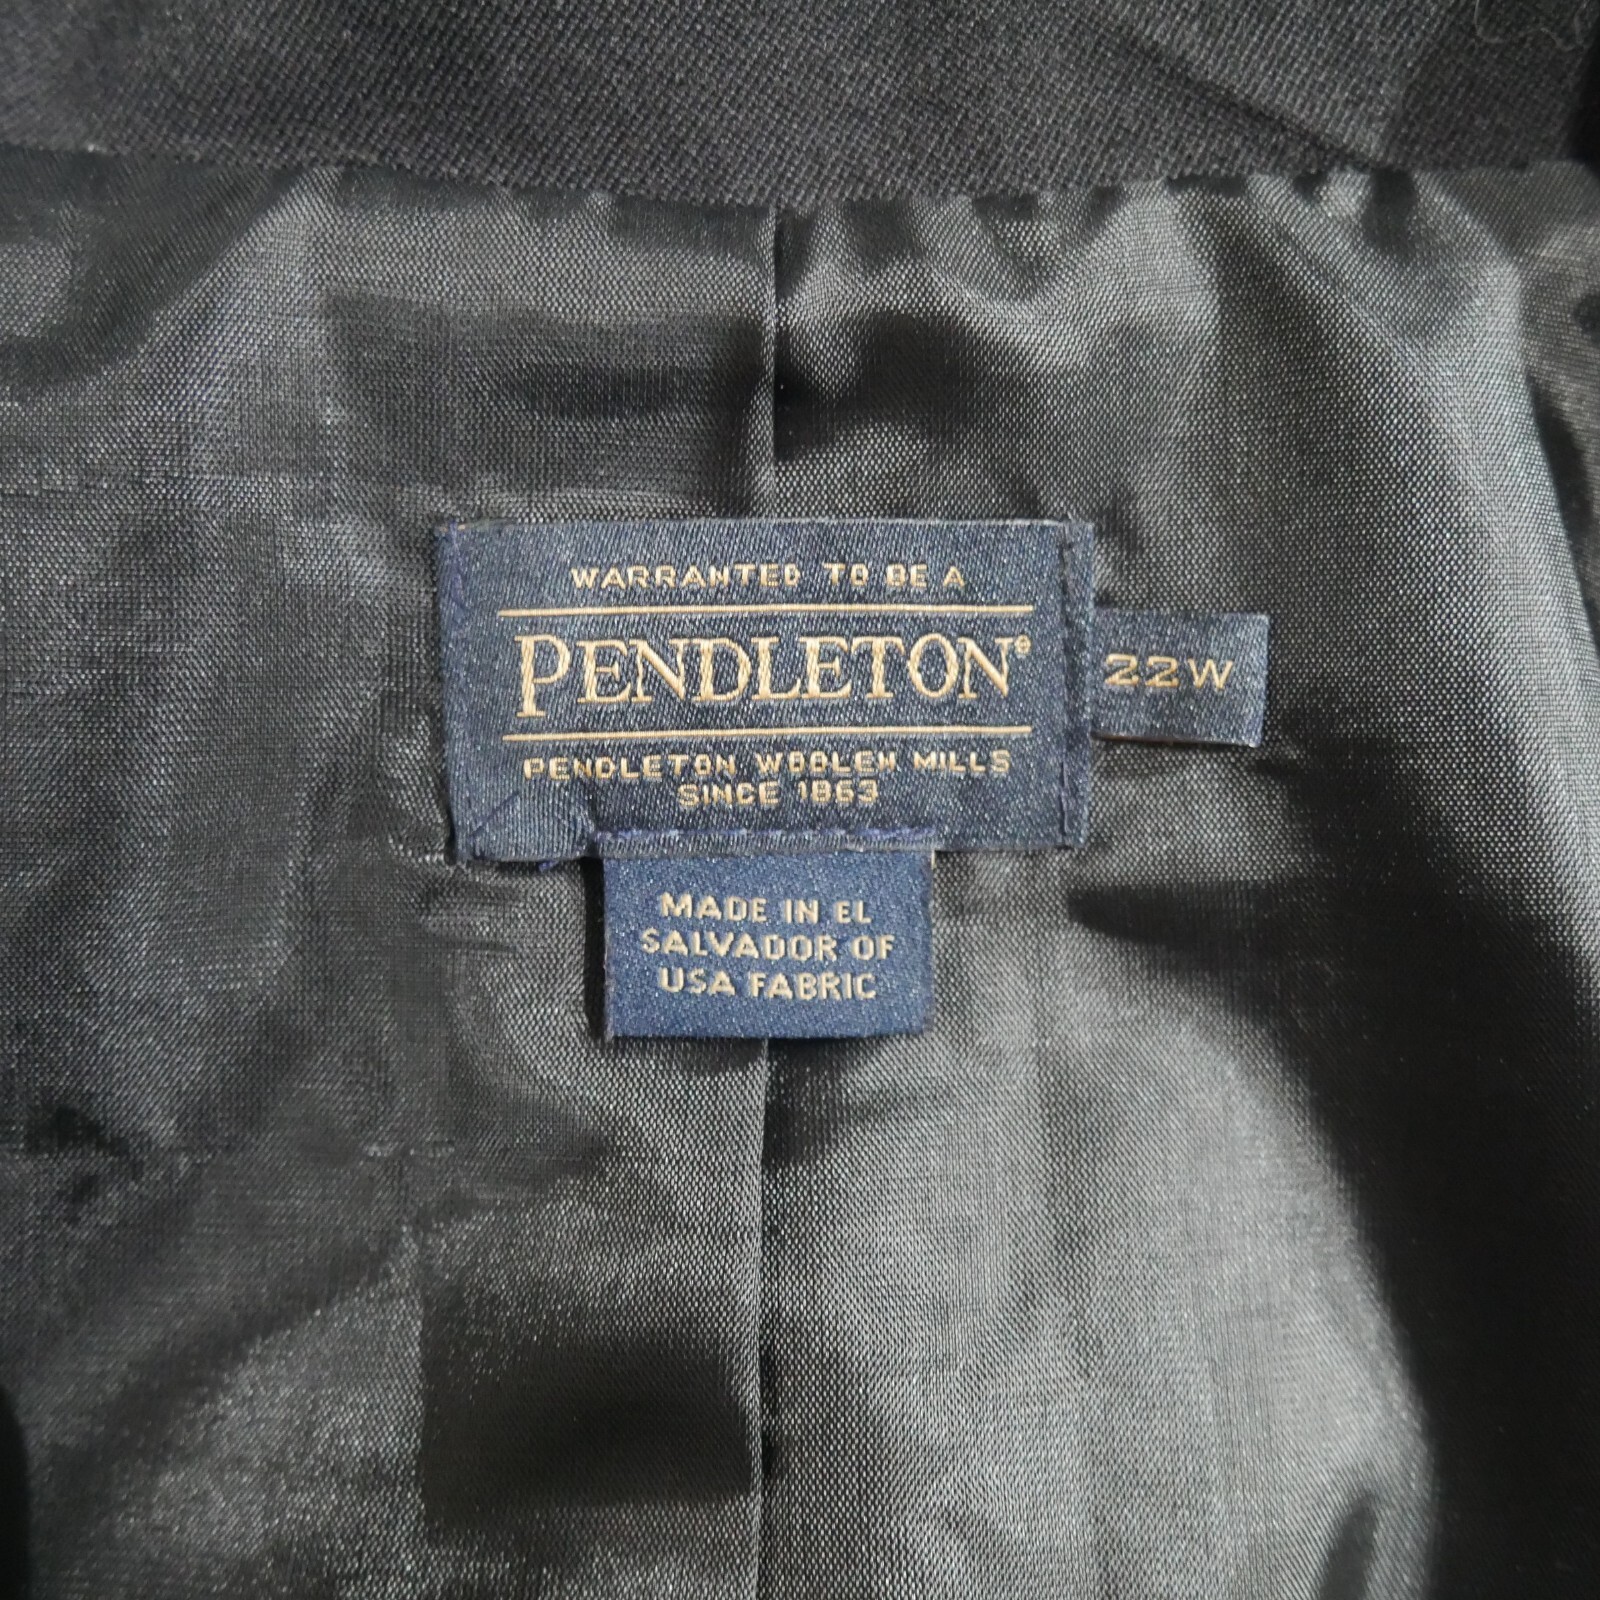 WARRANTED TO BE A
PENDLETON®
22W
PENDLETON WOOLEN MILLS
SINCE 1863
MADE IN EL
SALVADOR OF
USA FABRIC